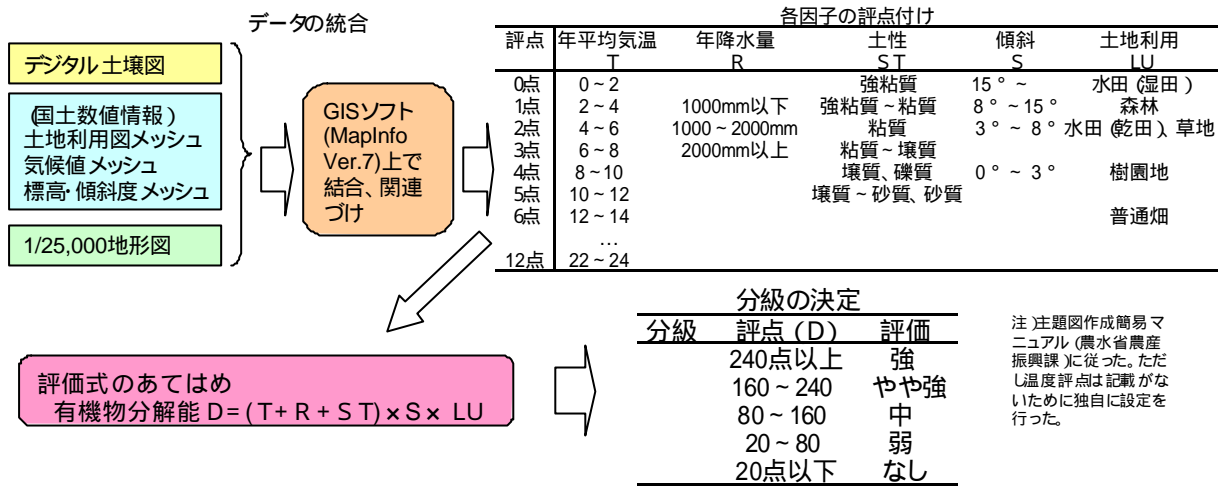 データの統合
デジタル土壌図
(国土数値情報)
土地利用図メッシュ
気候値メッシュ
標高・傾斜度メッシュ
1/25,000地形図
GISソフト
(MapInfo
Ver.7)上で
結合、関連
づけ
各因子の評点付け
評点 年平均気温 年降水量 土性 傾斜 土地利用
T R ST S LU
0点 0~2 強粘質 15°~ 水田(湿田)
1点 2~4 1000mm以下 強粘質~粘質 8°~15° 森林
2点 4~6 1000~2000mm 粘質 3°~8° 水田(乾田)、草地
3点 6~8 2000mm以上 粘質~壌質
4点 8~10 壌質、礫質 0°~3° 樹園地
5点 10~12 壌質~砂質、砂質
6点 12~14 普通畑
…
12点 22~24
評価式のあてはめ
有機物分解能 D=(T+R+ST)×S×LU
分級の決定
分級 評点(D) 評価
240点以上 強
160~240 やや強
80~160 中
20~80 弱
20点以下 なし
注)主題図作成簡易マ
ニュアル(農水省農産
振興課)に従った。ただ
し温度評点は記載がな
いために独自に設定を
行った。